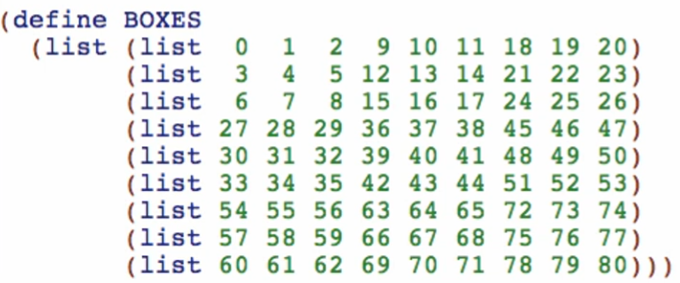 (define BOXES
  (list (list  0  1  2  9 10 11 18 19 20)
        (list  3  4  5 12 13 14 21 22 23)
        (list  6  7  8 15 16 17 24 25 26)
        (list 27 28 29 36 37 38 45 46 47)
        (list 30 31 32 39 40 41 48 49 50)
        (list 33 34 35 42 43 44 51 52 53)
        (list 54 55 56 63 64 65 72 73 74)
        (list 57 58 59 66 67 68 75 76 77)
        (list 60 61 62 69 70 71 78 79 80)))